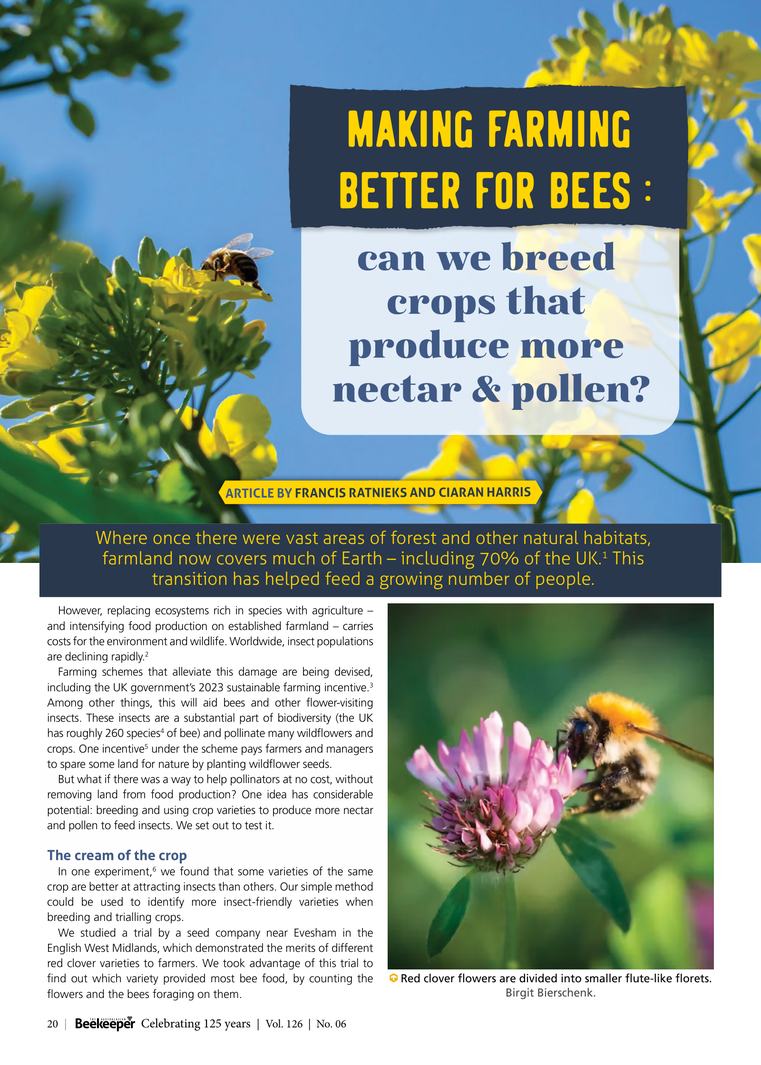 MAKING FARMING
BETTER FOR BEES :
can we breed
crops that
produce more
nectar & pollen?
ARTICLE BY FRANCIS RATNIEKS AND CIARAN HARRIS
Where once there were vast areas of forest and other natural habitats,
farmland now covers much of Earth – including 70% of the UK.¹ This
transition has helped feed a growing number of people.
However, replacing ecosystems rich in species with agriculture –
and intensifying food production on established farmland – carries
costs for the environment and wildlife. Worldwide, insect populations
are declining rapidly.²
Farming schemes that alleviate this damage are being devised,
including the UK government's 2023 sustainable farming incentive.³
Among other things, this will aid bees and other flower-visiting
insects. These insects are a substantial part of biodiversity (the UK
has roughly 260 species⁴ of bee) and pollinate many wildflowers and
crops. One incentive⁵ under the scheme pays farmers and managers
to spare some land for nature by planting wildflower seeds.
But what if there was a way to help pollinators at no cost, without
removing land from food production? One idea has considerable
potential: breeding and using crop varieties to produce more nectar
and pollen to feed insects. We set out to test it.
The cream of the crop
In one experiment,⁶ we found that some varieties of the same
crop are better at attracting insects than others. Our simple method
could be used to identify more insect-friendly varieties when
breeding and trialling crops.
We studied a trial by a seed company near Evesham in the
English West Midlands, which demonstrated the merits of different
red clover varieties to farmers. We took advantage of this trial to
find out which variety provided most bee food, by counting the
flowers and the bees foraging on them.
Red clover flowers are divided into smaller flute-like florets.
Birgit Bierschenk.
20 | Beekeeper Celebrating 125 years | Vol. 126 | No. 06